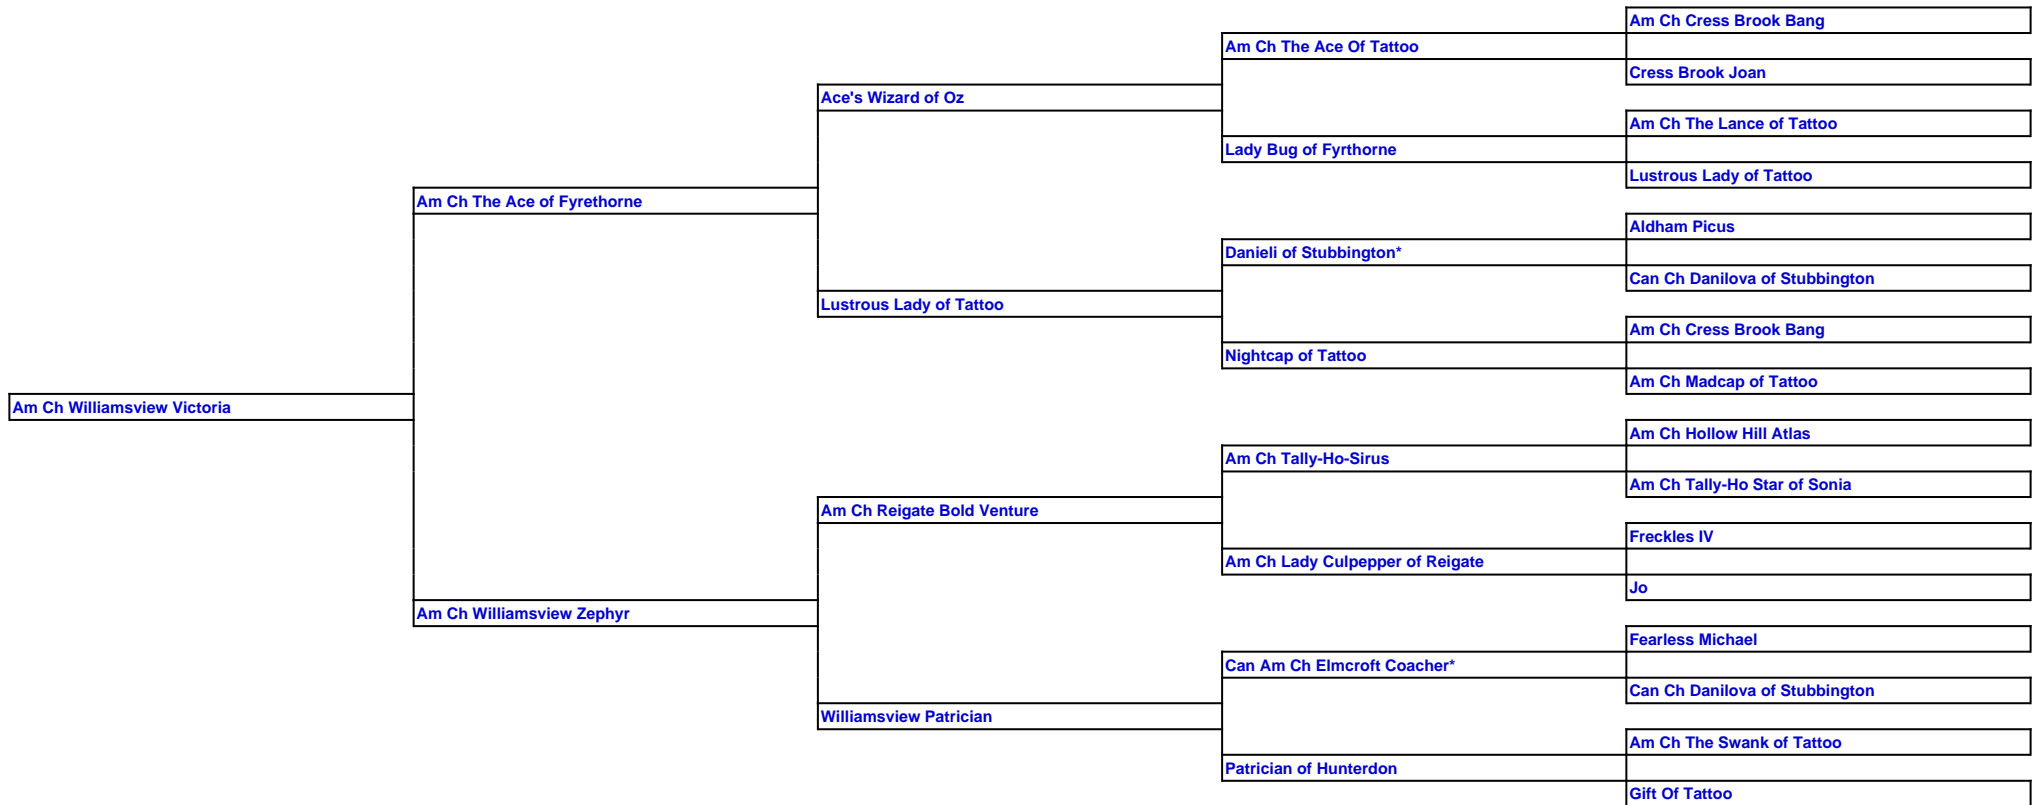 Am Ch Cress Brook Bang
Am Ch The Ace Of Tattoo
Cress Brook Joan
Ace's Wizard of Oz
Am Ch The Lance of Tattoo
Lady Bug of Fyrthorne
Lustrous Lady of Tattoo
Am Ch The Ace of Fyrethorne
Aldham Picus
Danieli of Stubbington*
Can Ch Danilova of Stubbington
Lustrous Lady of Tattoo
Am Ch Cress Brook Bang
Nightcap of Tattoo
Am Ch Madcap of Tattoo
Am Ch Williamsview Victoria
Am Ch Hollow Hill Atlas
Am Ch Tally-Ho-Sirus
Am Ch Tally-Ho Star of Sonia
Am Ch Reigate Bold Venture
Freckles IV
Am Ch Lady Culpepper of Reigate
Jo
Am Ch Williamsview Zephyr
Fearless Michael
Can Am Ch Elmcroft Coacher*
Can Ch Danilova of Stubbington
Williamsview Patrician
Am Ch The Swank of Tattoo
Patrician of Hunterdon
Gift Of Tattoo